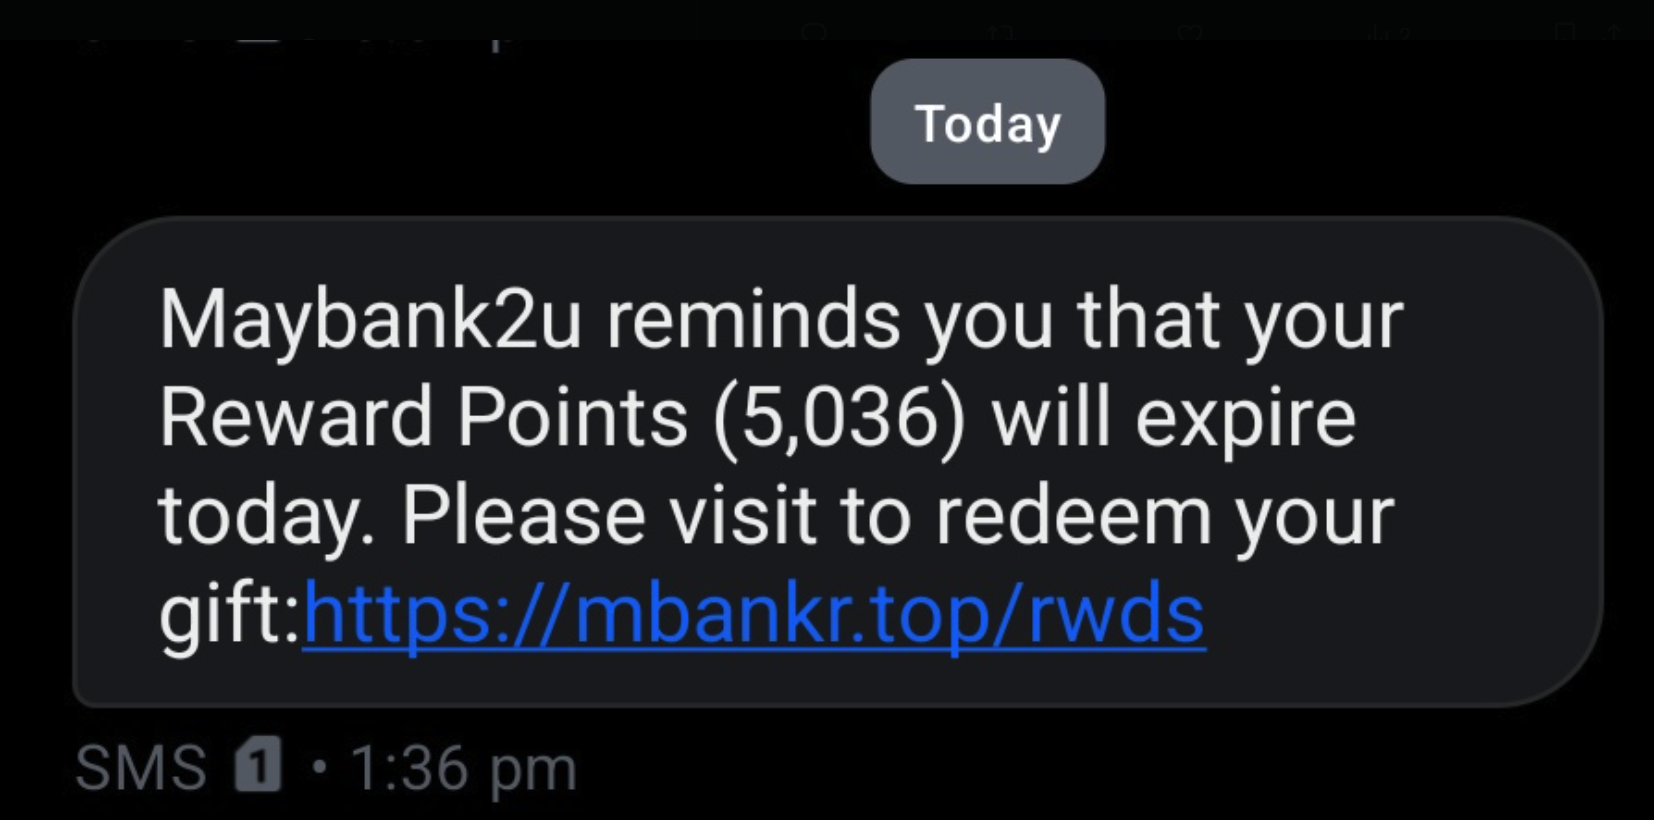 Today
Maybank2u reminds you that your
Reward Points (5,036) will expire
today. Please visit to redeem your
gift:https://mbankr.top/rwds
SMS 1 • 1:36 pm